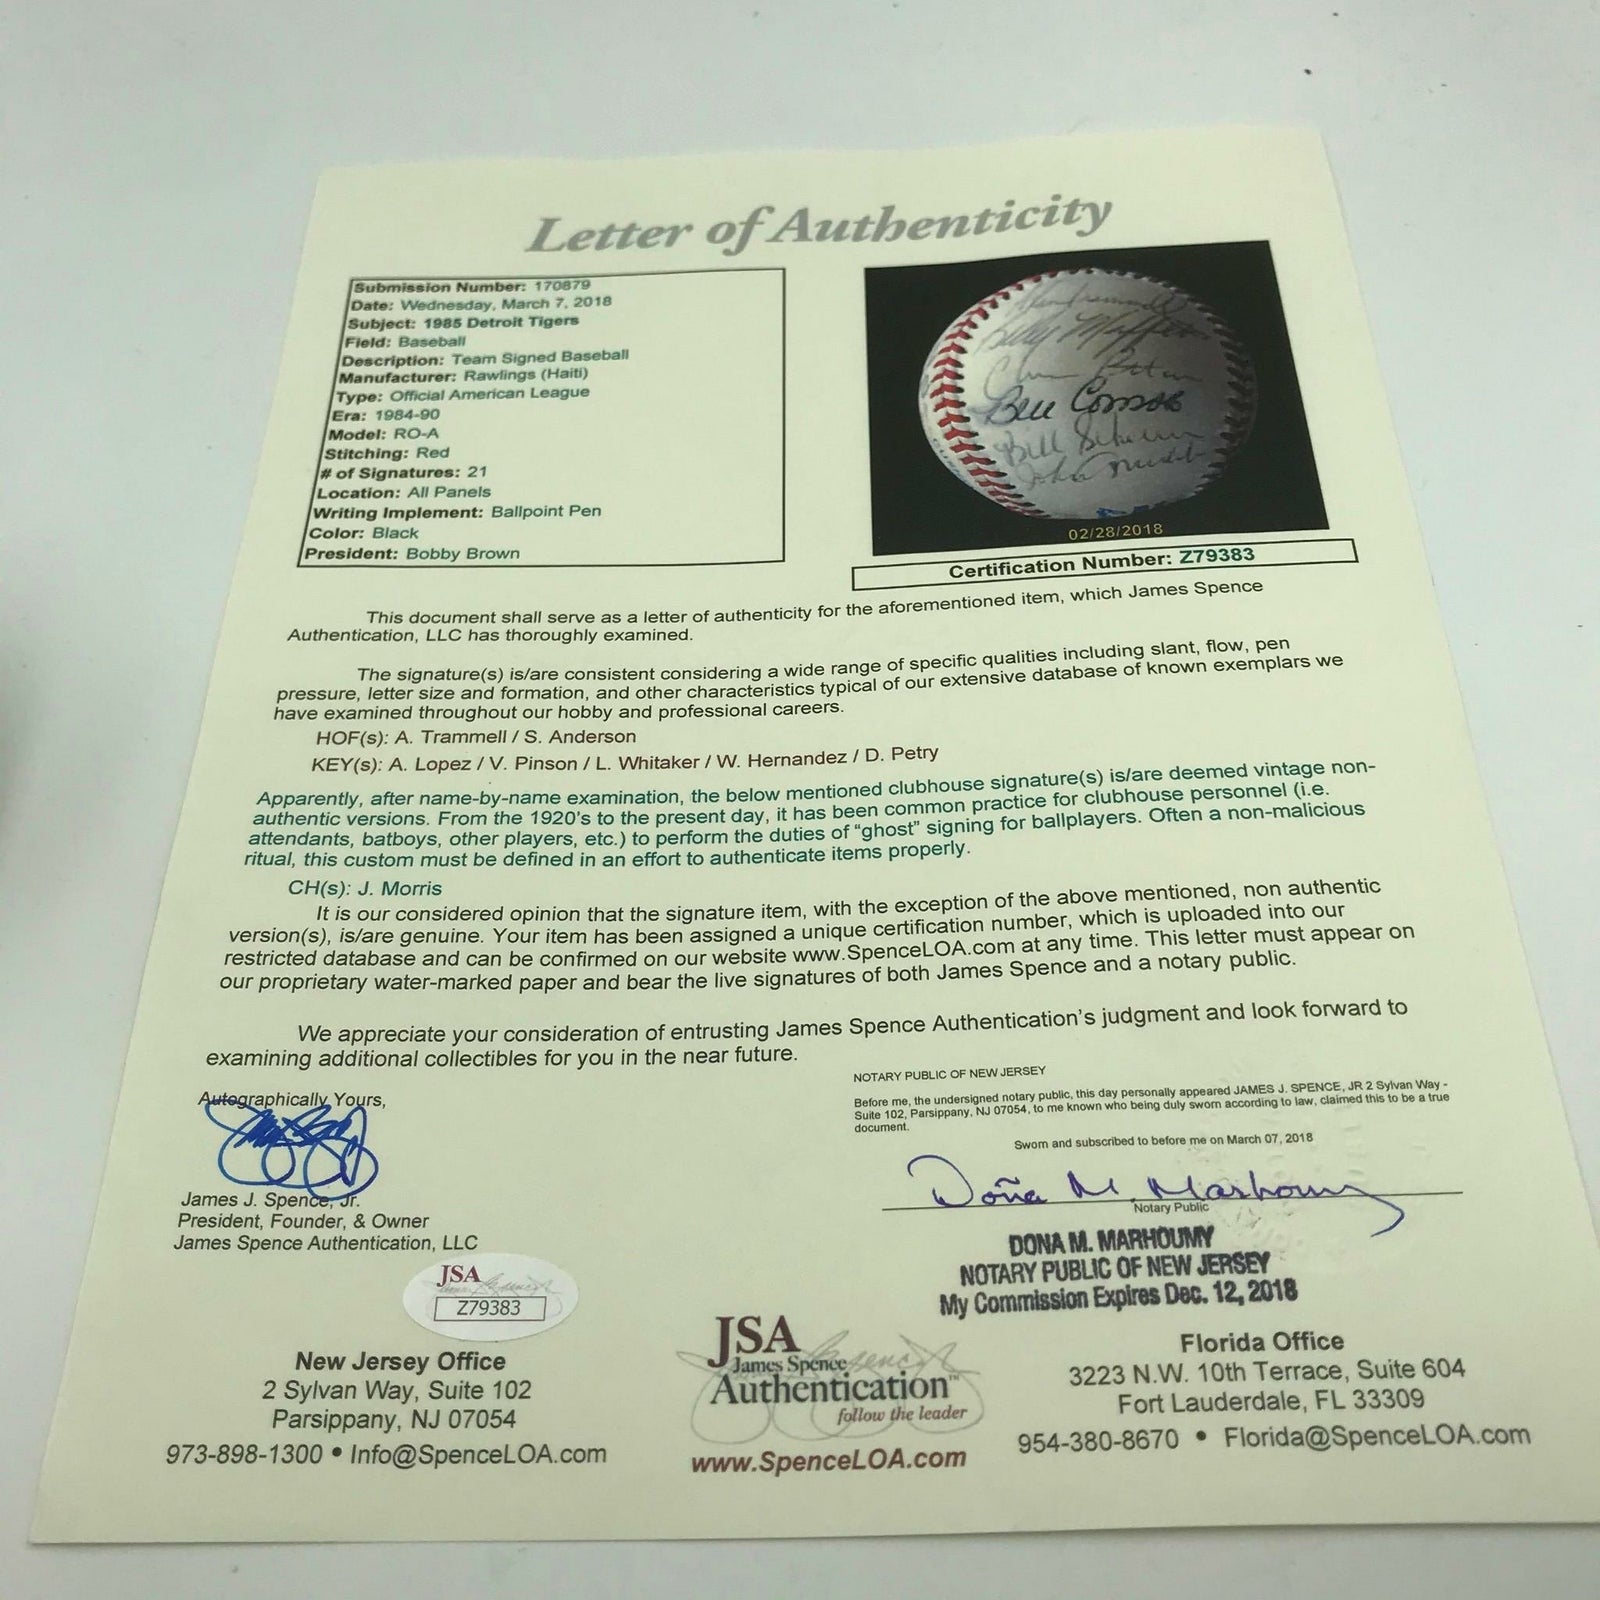 Letter of Authenticity
Submission Number: 170879
Date: Wednesday, March 7, 2018
Subject: 1985 Detroit Tigers
Field: Baseball
Description: Team Signed Baseball
Manufacturer: Rawlings (Haiti)
Type: Official American League
Era: 1984-90
Model: RO-A
Stitching: Red
# of Signatures: 21
Location: All Panels
Writing Implement: Ballpoint Pen
Color: Black
President: Bobby Brown
Bill
02/28/2018
Certification Number: Z79383
This document shall serve as a letter of authenticity for the aforementioned item, which James Spence
Authentication, LLC has thoroughly examined.
The signature(s) is/are consistent considering a wide range of specific qualities including slant, flow, pen
pressure, letter size and formation, and other characteristics typical of our extensive database of known exemplars we
have examined throughout our hobby and professional careers.
HOF(s): A. Trammell / S. Anderson
KEY(s): A. Lopez / V. Pinson / L. Whitaker / W. Hernandez / D. Petry
Apparently, after name-by-name examination, the below mentioned clubhouse signature(s) is/are deemed vintage non-
authentic versions. From the 1920's to the present day, it has been common practice for clubhouse personnel (i.e.
attendants, batboys, other players, etc.) to perform the duties of "ghost" signing for ballplayers. Often a non-malicious
ritual, this custom must be defined in an effort to authenticate items properly.
CH(s): J. Morris
It is our considered opinion that the signature item, with the exception of the above mentioned, non authentic
version(s), is/are genuine. Your item has been assigned a unique certification number, which is uploaded into our
restricted database and can be confirmed on our website www.SpenceLOA.com at any time. This letter must appear on
our proprietary water-marked paper and bear the live signatures of both James Spence and a notary public.
We appreciate your consideration of entrusting James Spence Authentication's judgment and look forward to
examining additional collectibles for you in the near future.
NOTARY PUBLIC OF NEW JERSEY
Before me, the undersigned notary public, this day personally appeared JAMES J. SPENCE, JR 2 Sylvan Way -
Suite 102, Parsippany, NJ 07054, to me known who being duly sworn according to law, claimed this to be a true
document.
Sworn and subscribed to before me on March 07, 2018
Doña M. Marhoumy
Notary Public
DONA M. MARHOUMY
NOTARY PUBLIC OF NEW JERSEY
My Commission Expires Dec. 12, 2018
Autographically Yours,
James J. Spence, Jr.
President, Founder, & Owner
James Spence Authentication, LLC
JSA
Z79383
New Jersey Office
2 Sylvan Way, Suite 102
Parsippany, NJ 07054
973-898-1300 • Info@SpenceLOA.com
JSA
James Spence
Authentication™
follow the leader
www.SpenceLOA.com
Florida Office
3223 N.W. 10th Terrace, Suite 604
Fort Lauderdale, FL 33309
954-380-8670 • Florida@SpenceLOA.com